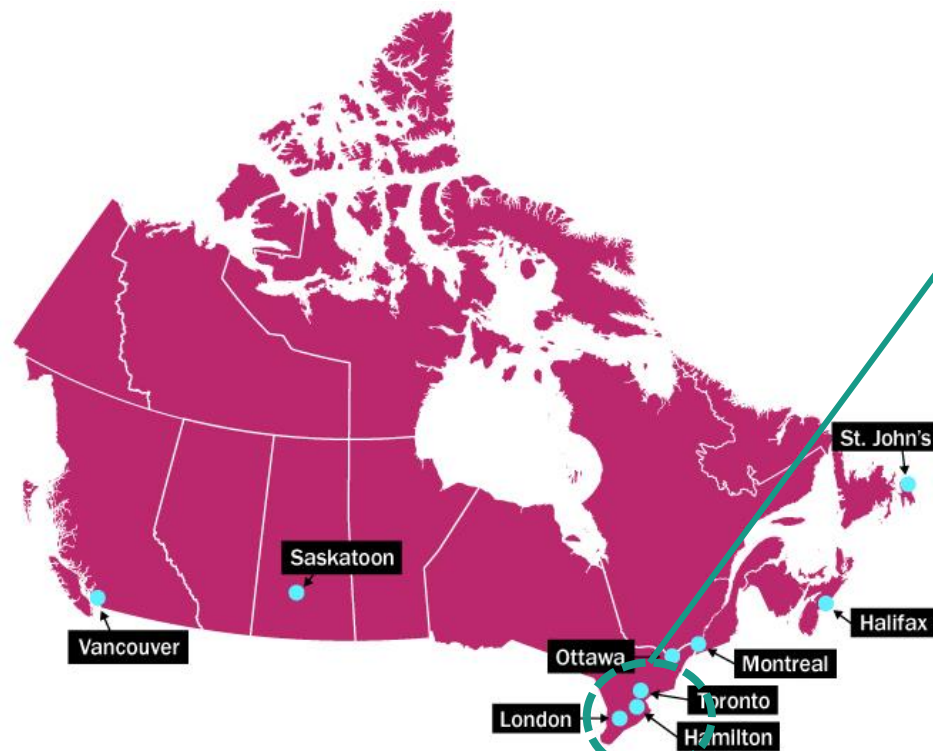 St. John's
Saskatoon
Halifax
Vancouver
Ottawa
Montreal
Toronto
London
Hamilton